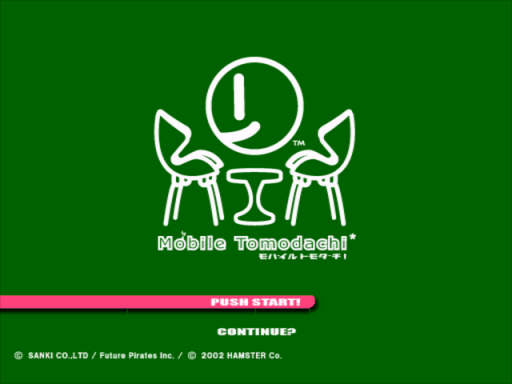 TM
Mobile Tomodachi*
モバイルトモダチ!
PUSH START!
CONTINUE?
© SANKI CO.,LTD / Future Pirates Inc. / © 2002 HAMSTER Co.